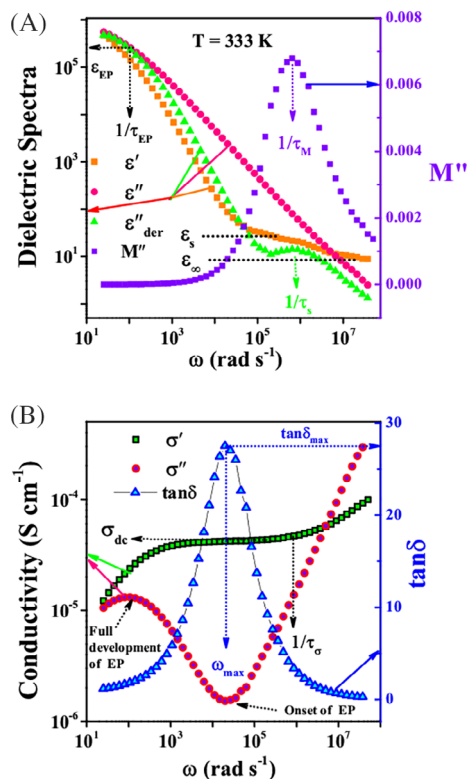 (A)
T = 333 K
ε_EP
1/τ_EP
1/τ_M
ε'
ε''
ε''_der
M''
ε_s
ε_∞
1/τ_s
Dielectric Spectra
10^5
10^3
10^1
0.008
0.006
0.004
0.002
0.000
M''
10^1 10^3 10^5 10^7
ω (rad s^-1)
(B)
σ'
σ''
tanδ
tanδ_max
σ_dc
Full
development
of EP
ω_max
1/τ_σ
Onset of EP
Conductivity (S cm^-1)
10^-4
10^-5
10^-6
30
20
10
0
tanδ
10^1 10^3 10^5 10^7
ω (rad s^-1)